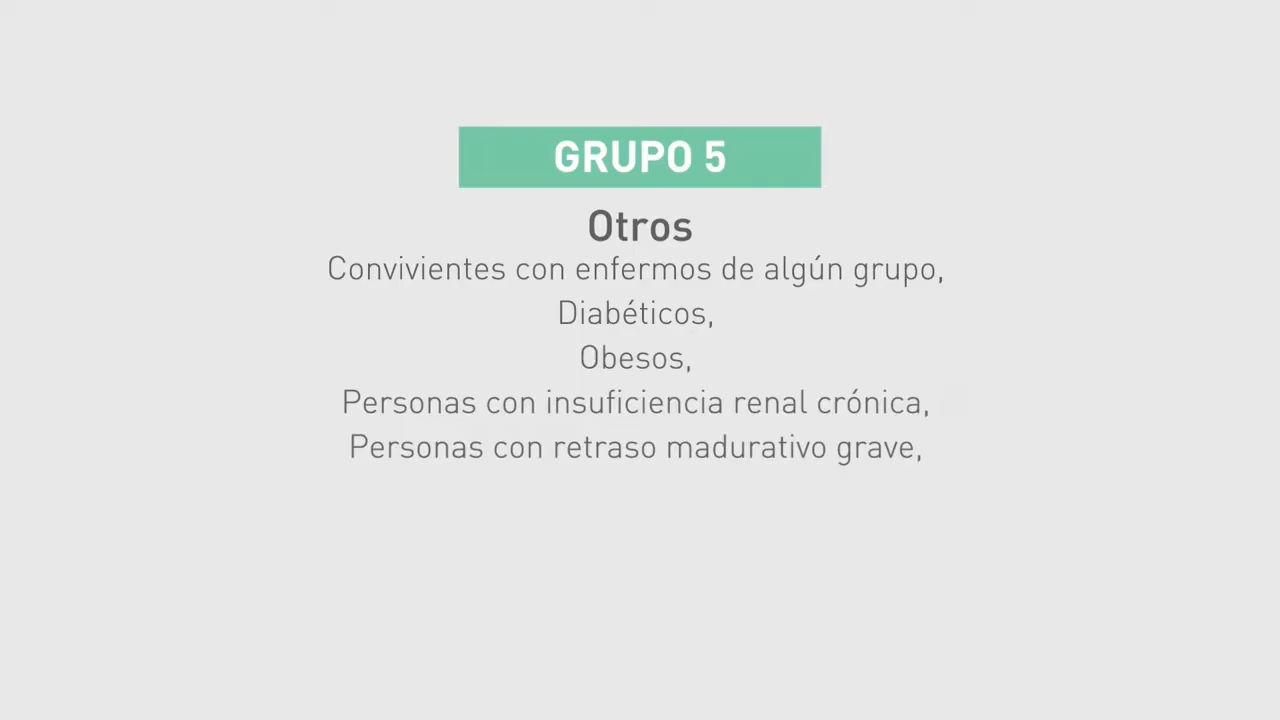 GRUPO 5
Otros
Convivientes con enfermos de algún grupo,
Diabéticos,
Obesos,
Personas con insuficiencia renal crónica,
Personas con retraso madurativo grave,